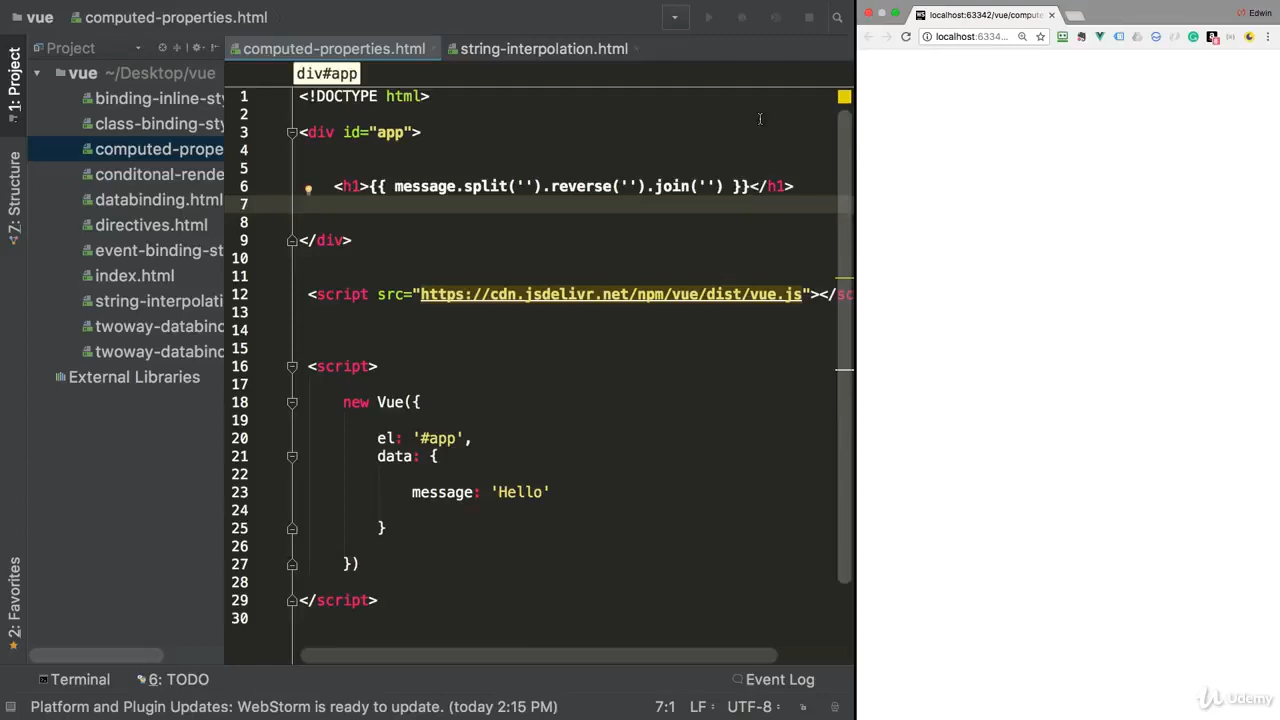 vue computed-properties.html
Project
computed-properties.html
string-interpolation.html
1: Project
7: Structure
2: Favorites
vue ~/Desktop/vue
binding-inline-sty
class-binding-sty
computed-prope
conditonal-rende
databinding.html
directives.html
event-binding-st
index.html
string-interpolati
twoway-databind
twoway-databind
External Libraries
div#app
1 <!DOCTYPE html>
2
3 <div id="app">
4
5
6 <h1>{{ message.split('').reverse('').join('') }}</h1>
7
8
9 </div>
10
11
12 <script src="https://cdn.jsdelivr.net/npm/vue/dist/vue.js"></sc
13
14
15
16 <script>
17
18 new Vue({
19
20 el: '#app',
21 data: {
22
23 message: 'Hello'
24
25 }
26
27 })
28
29 </script>
30
Terminal
6: TODO
Event Log
Platform and Plugin Updates: WebStorm is ready to update. (today 2:15 PM)
7:1 LF UTF-8
localhost:63342/vue/compute
Edwin
localhost:6334...
Udemy